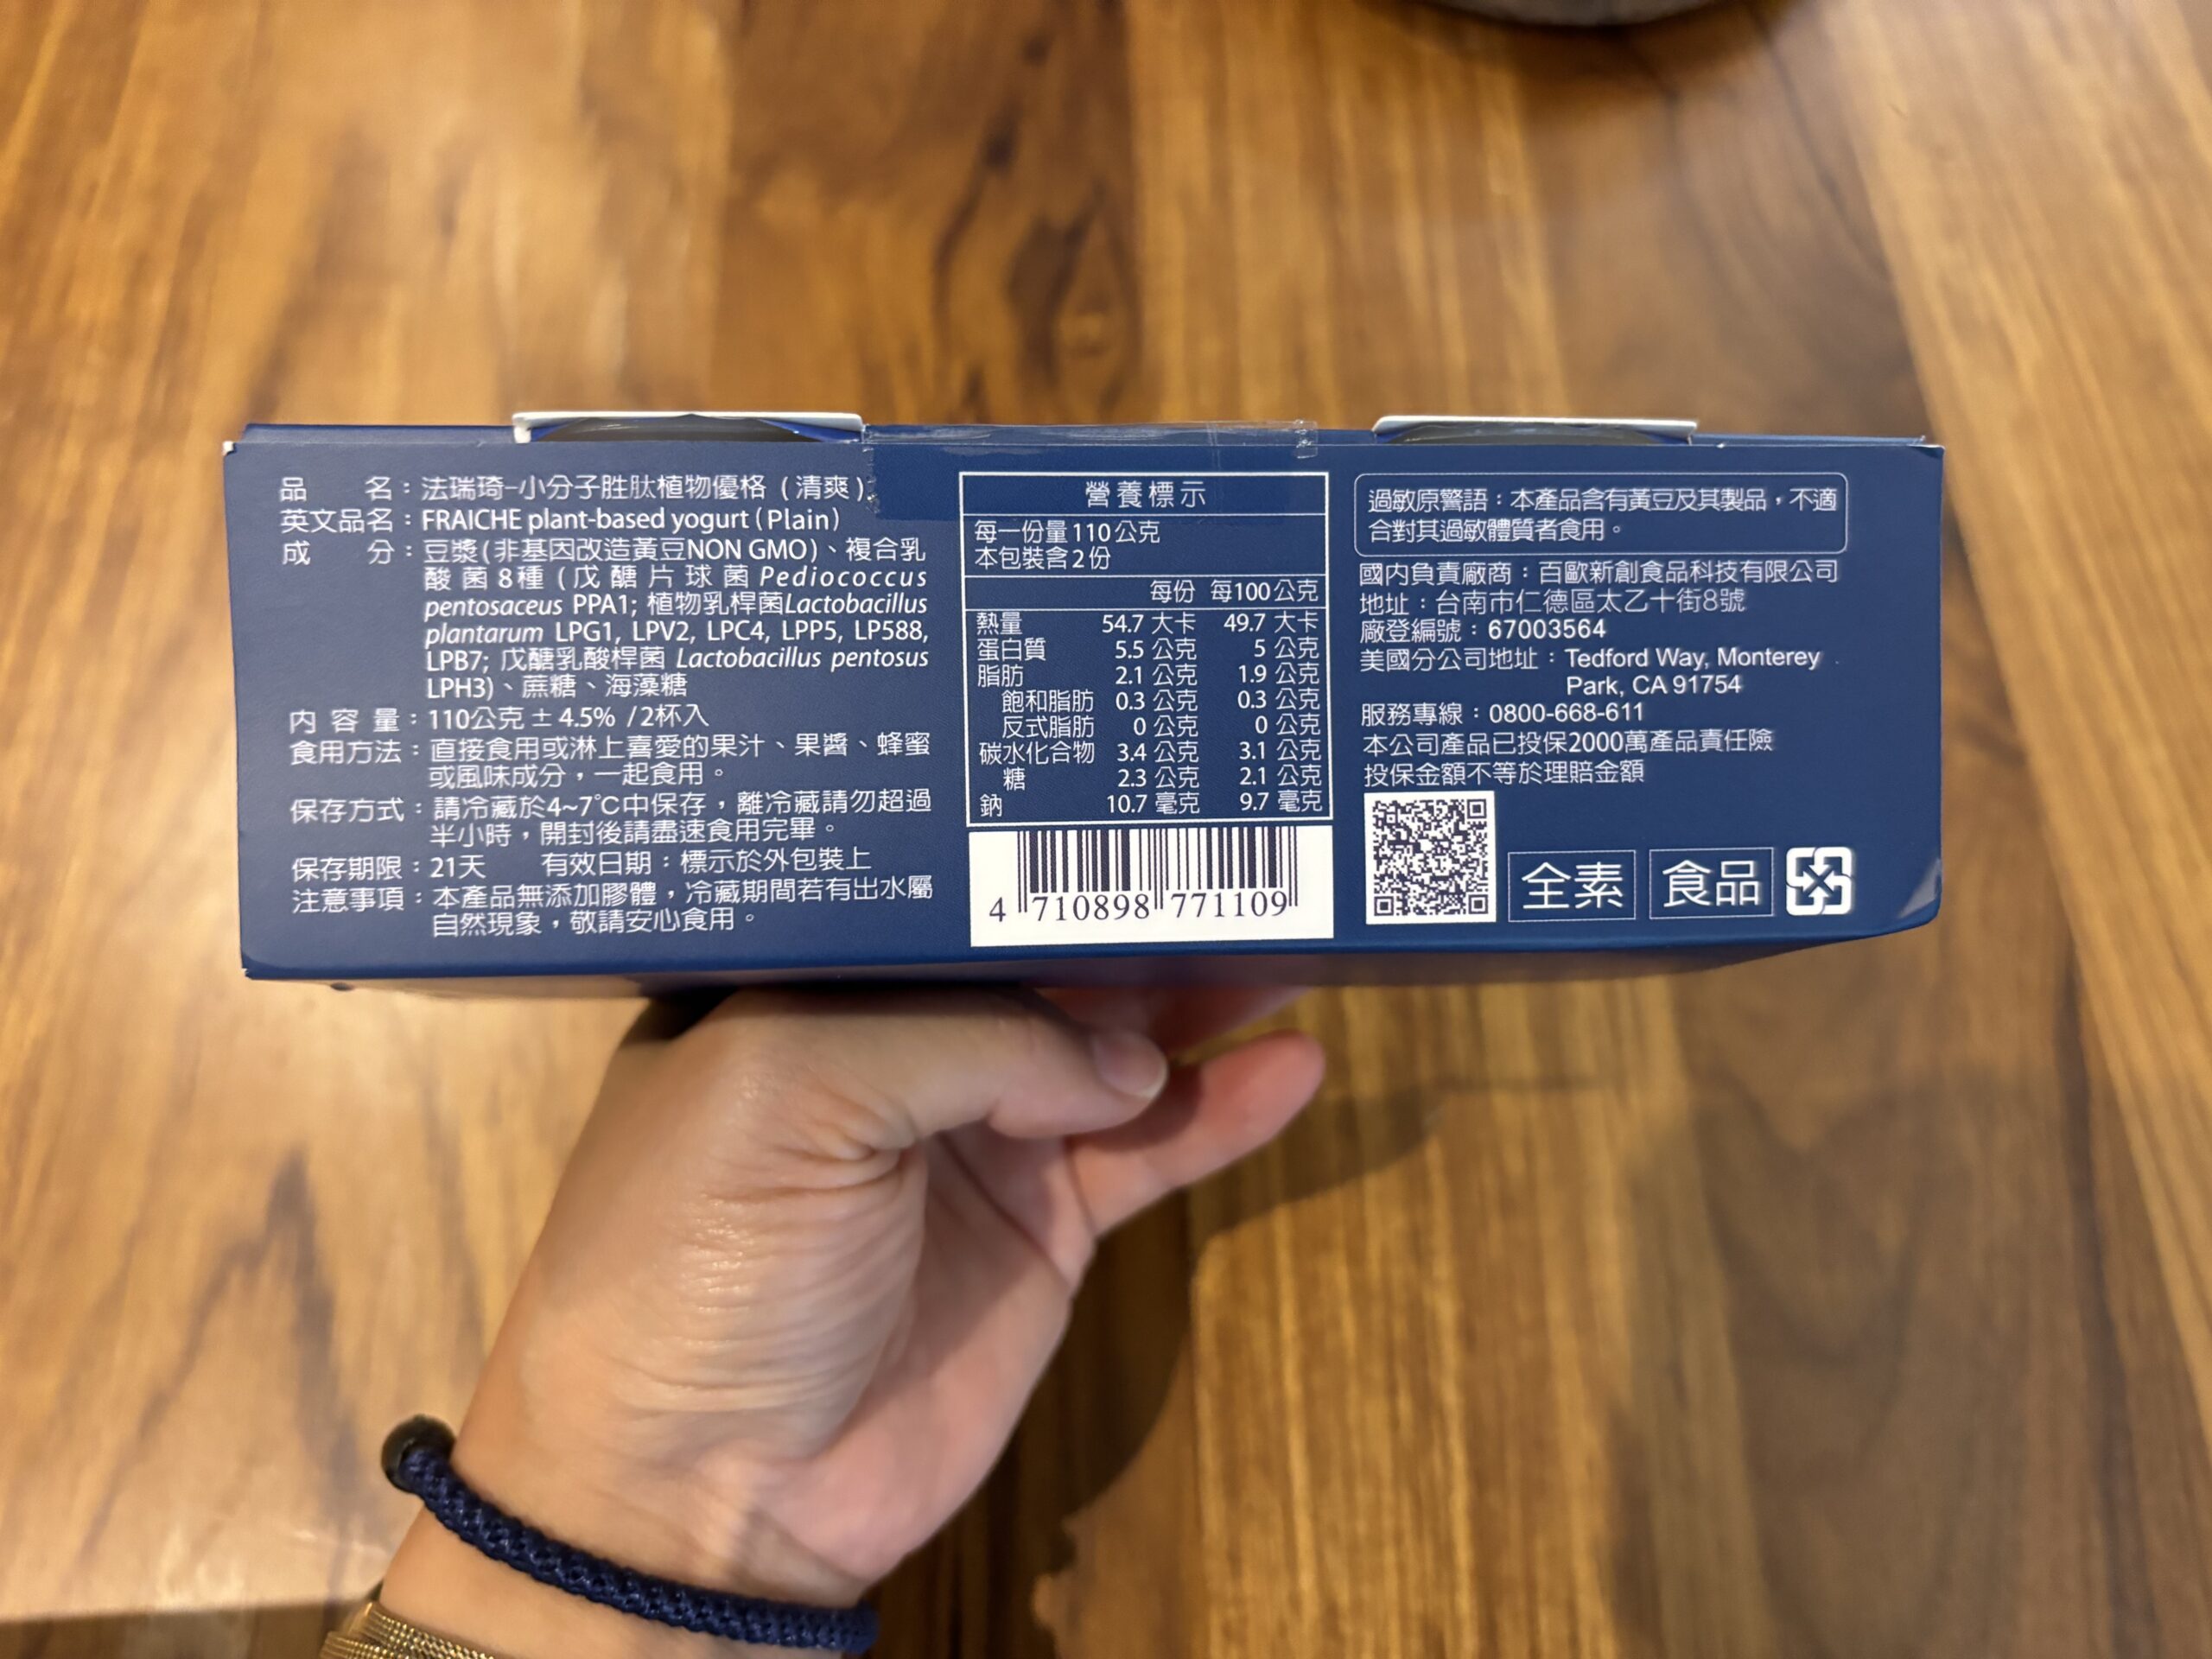 品　　名：法瑞琦-小分子胜肽植物優格 (清爽)
英文品名：FRAICHE plant-based yogurt (Plain)
成　　分：豆漿(非基因改造黃豆NON GMO)、複合乳
酸菌8種 (戊醣片球菌Pediococcus
pentosaceus PPA1; 植物乳桿菌Lactobacillus
plantarum LPG1, LPV2, LPC4, LPP5, LP588,
LPB7; 戊醣乳酸桿菌 Lactobacillus pentosus
LPH3)、蔗糖、海藻糖
內 容 量：110公克 ± 4.5% /2杯入
食用方法：直接食用或淋上喜愛的果汁、果醬、蜂蜜
或風味成分，一起食用。
保存方式：請冷藏於4~7℃中保存，離冷藏請勿超過
半小時，開封後請盡速食用完畢。
保存期限：21天　有效日期：標示於外包裝上
注意事項：本產品無添加膠體，冷藏期間若有出水屬
自然現象，敬請安心食用。
營養標示
每一份量110公克
本包裝含2份
每份 每100公克
熱量 54.7 大卡 49.7 大卡
蛋白質 5.5 公克 5 公克
脂肪 2.1 公克 1.9 公克
飽和脂肪 0.3 公克 0.3 公克
反式脂肪 0 公克 0 公克
碳水化合物 3.4 公克 3.1 公克
糖 2.3 公克 2.1 公克
鈉 10.7 毫克 9.7 毫克
4 710898 771109
過敏原警語：本產品含有黃豆及其製品，不適
合對其過敏體質者食用。
國內負責廠商：百歐新創食品科技有限公司
地址：台南市仁德區太乙十街8號
廠登編號：67003564
美國分公司地址：Tedford Way, Monterey
Park, CA 91754
服務專線：0800-668-611
本公司產品已投保2000萬產品責任險
投保金額不等於理賠金額
全素 食品